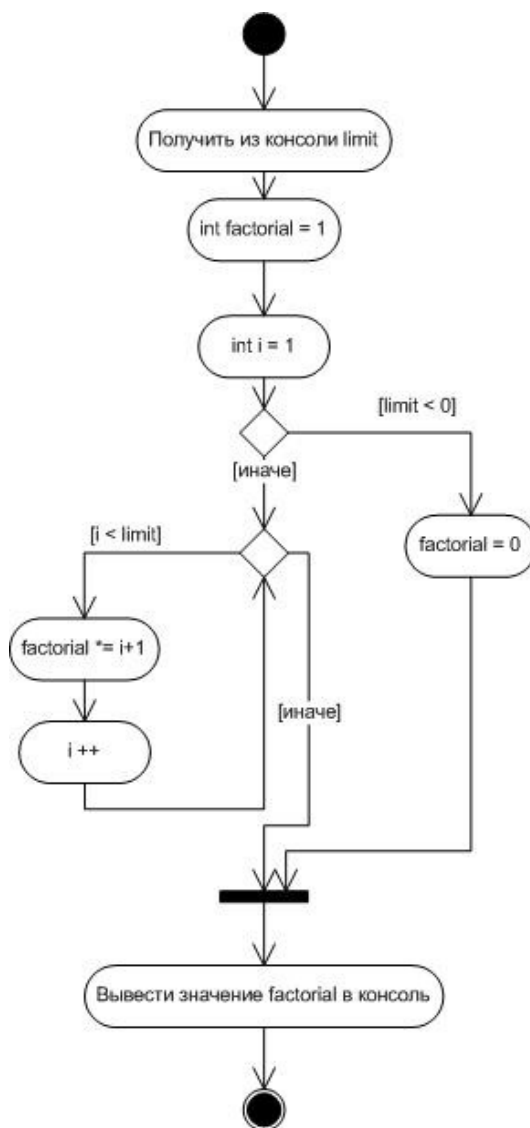 Получить из консоли limit
int factorial = 1
int i = 1
[limit < 0]
[иначе]
[i < limit]
factorial = 0
factorial *= i+1
[иначе]
i ++
Вывести значение factorial в консоль